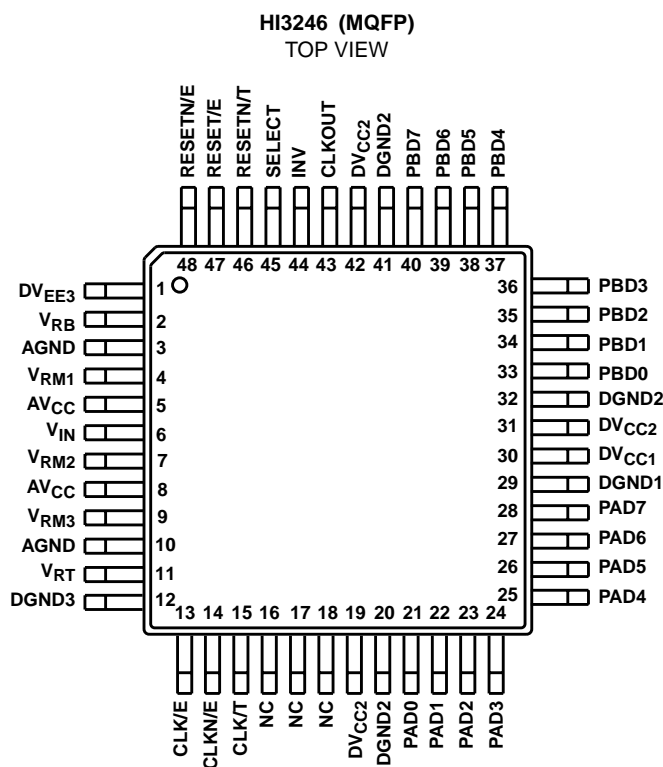 HI3246 (MQFP)
TOP VIEW
RESETN/E
RESET/E
RESETN/T
SELECT
INV
CLKOUT
DVCC2
DGND2
PBD7
PBD6
PBD5
PBD4
48 47 46 45 44 43 42 41 40 39 38 37
DVEE3 1
VRB 2
AGND 3
VRM1 4
AVCC 5
VIN 6
VRM2 7
AVCC 8
VRM3 9
AGND 10
VRT 11
DGND3 12
36 PBD3
35 PBD2
34 PBD1
33 PBD0
32 DGND2
31 DVCC2
30 DVCC1
29 DGND1
28 PAD7
27 PAD6
26 PAD5
25 PAD4
13 14 15 16 17 18 19 20 21 22 23 24
CLK/E
CLKN/E
CLK/T
NC
NC
NC
DVCC2
DGND2
PAD0
PAD1
PAD2
PAD3